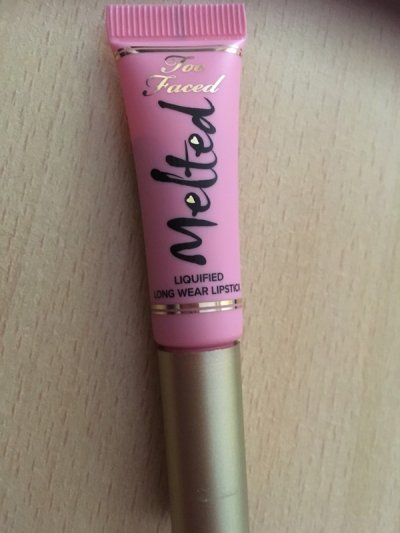 Too
Faced
Melted
LIQUIFIED
LONG WEAR LIPSTICK